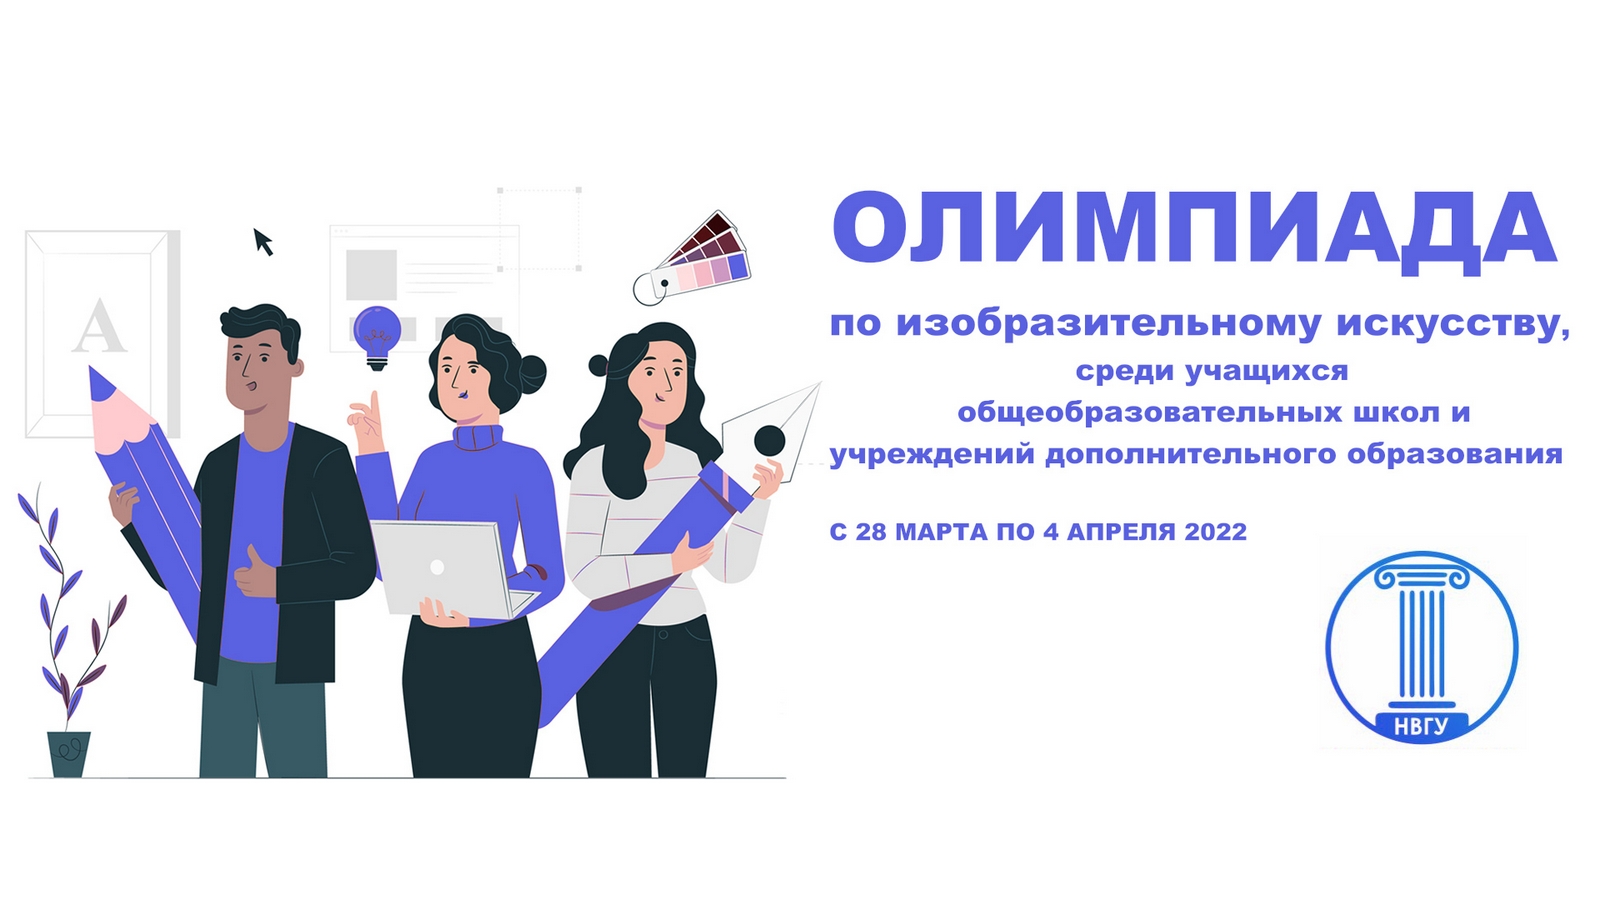 A
ОЛИМПИАДА
по изобразительному искусству,
среди учащихся
общеобразовательных школ и
учреждений дополнительного образования
С 28 МАРТА ПО 4 АПРЕЛЯ 2022
НВГУ